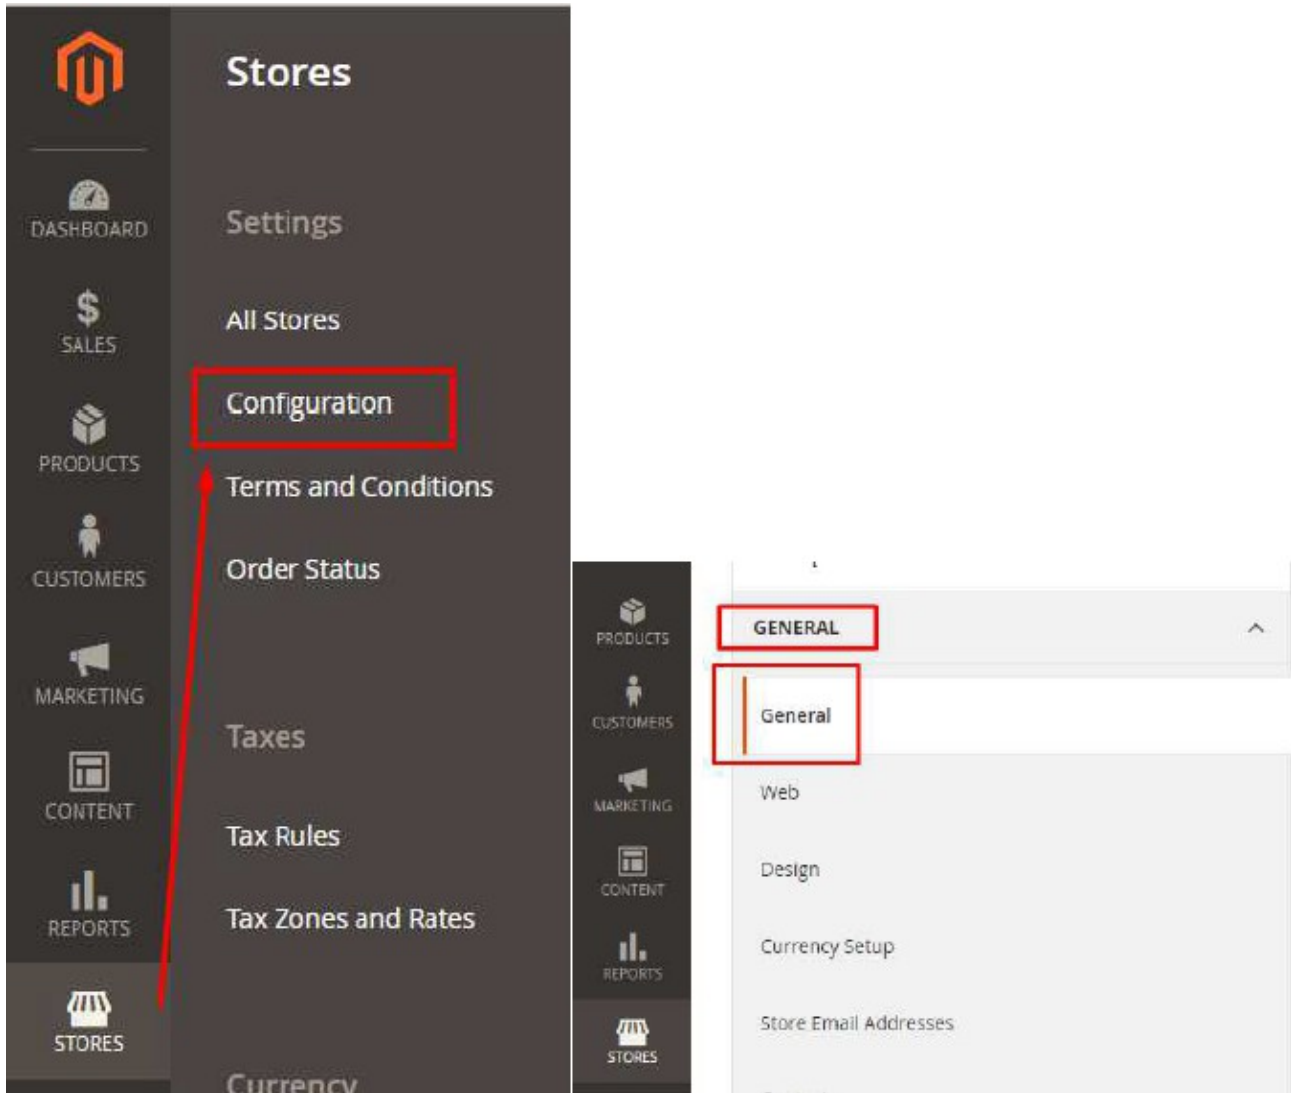 Stores
DASHBOARD
SALES
PRODUCTS
CUSTOMERS
MARKETING
CONTENT
REPORTS
STORES
Settings
All Stores
Configuration
Terms and Conditions
Order Status
Taxes
Tax Rules
Tax Zones and Rates
Currency
PRODUCTS
CUSTOMERS
MARKETING
CONTENT
REPORTS
STORES
GENERAL
General
Web
Design
Currency Setup
Store Email Addresses